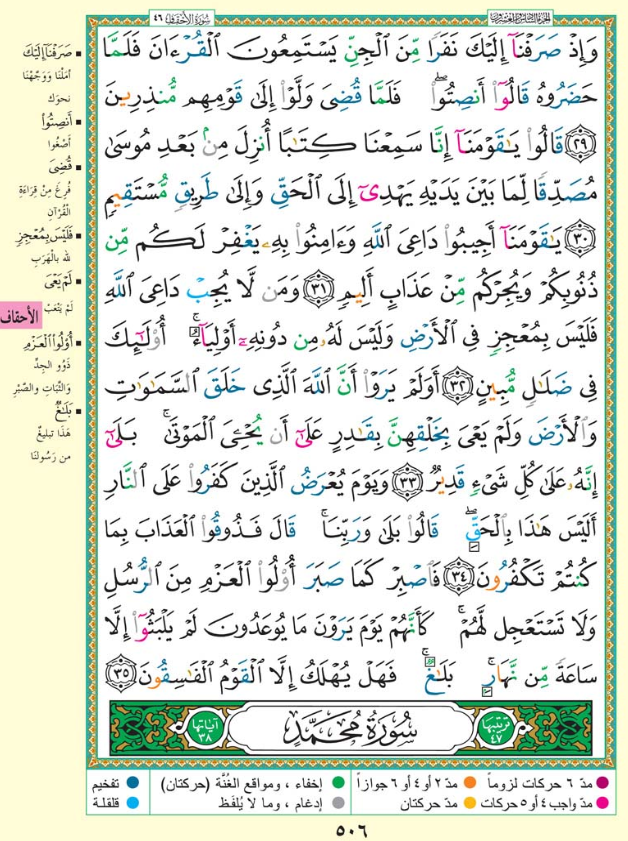 الجزء السادس والعشرون
سُورَةُ الأَحْقَافِ ٤٦
وَإِذْ صَرَفْنَآ إِلَيْكَ نَفَرًا مِّنَ ٱلْجِنِّ يَسْتَمِعُونَ ٱلْقُرْءَانَ فَلَمَّا
حَضَرُوهُ قَالُوٓا۟ أَنصِتُوا۟ ۖ فَلَمَّا قُضِىَ وَلَّوْا۟ إِلَىٰ قَوْمِهِم مُّنذِرِينَ
﴿٢٩﴾ قَالُوا۟ يَٰقَوْمَنَآ إِنَّا سَمِعْنَا كِتَٰبًا أُنزِلَ مِنۢ بَعْدِ مُوسَىٰ
مُصَدِّقًا لِّمَا بَيْنَ يَدَيْهِ يَهْدِىٓ إِلَى ٱلْحَقِّ وَإِلَىٰ طَرِيقٍ مُّسْتَقِيمٍ
﴿٣٠﴾ يَٰقَوْمَنَآ أَجِيبُوا۟ دَاعِىَ ٱللَّهِ وَءَامِنُوا۟ بِهِۦ يَغْفِرْ لَكُم مِّن
ذُنُوبِكُمْ وَيُجِرْكُم مِّنْ عَذَابٍ أَلِيمٍ ﴿٣١﴾ وَمَن لَّا يُجِبْ دَاعِىَ ٱللَّهِ
فَلَيْسَ بِمُعْجِزٍ فِى ٱلْأَرْضِ وَلَيْسَ لَهُۥ مِن دُونِهِۦٓ أَوْلِيَآءُ ۚ أُو۟لَٰٓئِكَ
فِى ضَلَٰلٍ مُّبِينٍ ﴿٣٢﴾ أَوَلَمْ يَرَوْا۟ أَنَّ ٱللَّهَ ٱلَّذِى خَلَقَ ٱلسَّمَٰوَٰتِ
وَٱلْأَرْضَ وَلَمْ يَعْىَ بِخَلْقِهِنَّ بِقَٰدِرٍ عَلَىٰٓ أَن يُحْـِۧىَ ٱلْمَوْتَىٰ ۚ بَلَىٰٓ
إِنَّهُۥ عَلَىٰ كُلِّ شَىْءٍ قَدِيرٌ ﴿٣٣﴾ وَيَوْمَ يُعْرَضُ ٱلَّذِينَ كَفَرُوا۟ عَلَى ٱلنَّارِ
أَلَيْسَ هَٰذَا بِٱلْحَقِّ ۖ قَالُوا۟ بَلَىٰ وَرَبِّنَا ۚ قَالَ فَذُوقُوا۟ ٱلْعَذَابَ بِمَا
كُنتُمْ تَكْفُرُونَ ﴿٣٤﴾ فَٱصْبِرْ كَمَا صَبَرَ أُو۟لُوا۟ ٱلْعَزْمِ مِنَ ٱلرُّسُلِ
وَلَا تَسْتَعْجِل لَّهُمْ ۚ كَأَنَّهُمْ يَوْمَ يَرَوْنَ مَا يُوعَدُونَ لَمْ يَلْبَثُوٓا۟ إِلَّا
سَاعَةً مِّن نَّهَارٍۭ ۚ بَلَٰغٌ ۚ فَهَلْ يُهْلَكُ إِلَّا ٱلْقَوْمُ ٱلْفَٰسِقُونَ ﴿٣٥﴾
ترتيبها ٤٧
سُورَةُ مُحَمَّدٍ
آياتها ٣٨
صَرَفْنَآ إِلَيْكَ
أَمَلْنَا وَوَجَّهْنَا
نحوك
أَنصِتُوا۟
أَصْغُوا
قُضِىَ
فُرِغَ مِنْ قِرَاءَةِ
القُرْآنِ
فَلَيْسَ بِمُعْجِزٍ
لله بالهَرَبِ
لَمْ يَعْىَ
لَمْ يَتْعَبْ
الأحقاف
أُو۟لُوا۟ ٱلْعَزْمِ
ذَوُو الجِدِّ
والثَّبَاتِ والصَّبْرِ
بَلَٰغٌ
هَذَا تبليغٌ
من رَسُولِنَا
مدّ ٦ حركات لزوماً
مدّ ٢ أو ٤ أو ٦ جوازاً
إخفاء ، ومواقع الغُنَّة (حركتان)
تفخيم
مدّ واجب ٤ أو ٥ حركات
مدّ حركتان
إدغام ، وما لا يُلفَظ
قلقلة
٥٠٦